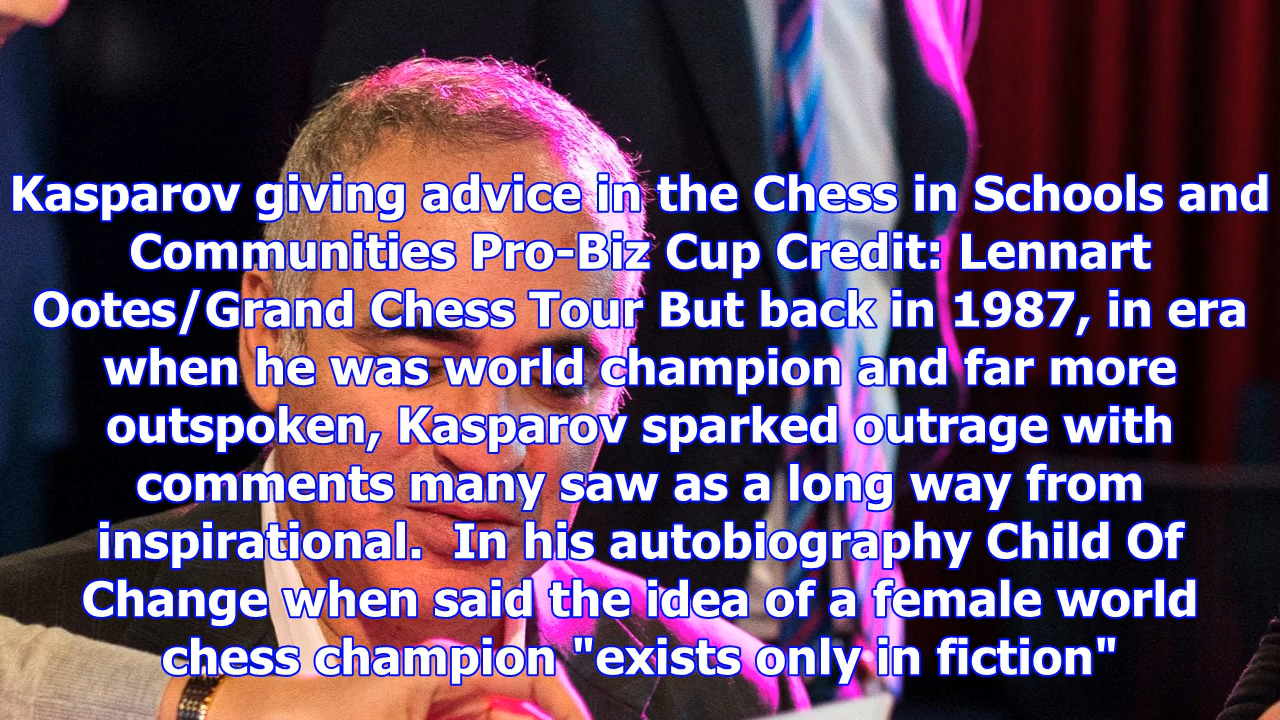 Kasparov giving advice in the Chess in Schools and
Communities Pro-Biz Cup Credit: Lennart
Ootes/Grand Chess Tour But back in 1987, in era
when he was world champion and far more
outspoken, Kasparov sparked outrage with
comments many saw as a long way from
inspirational.  In his autobiography Child Of
Change when said the idea of a female world
chess champion "exists only in fiction"